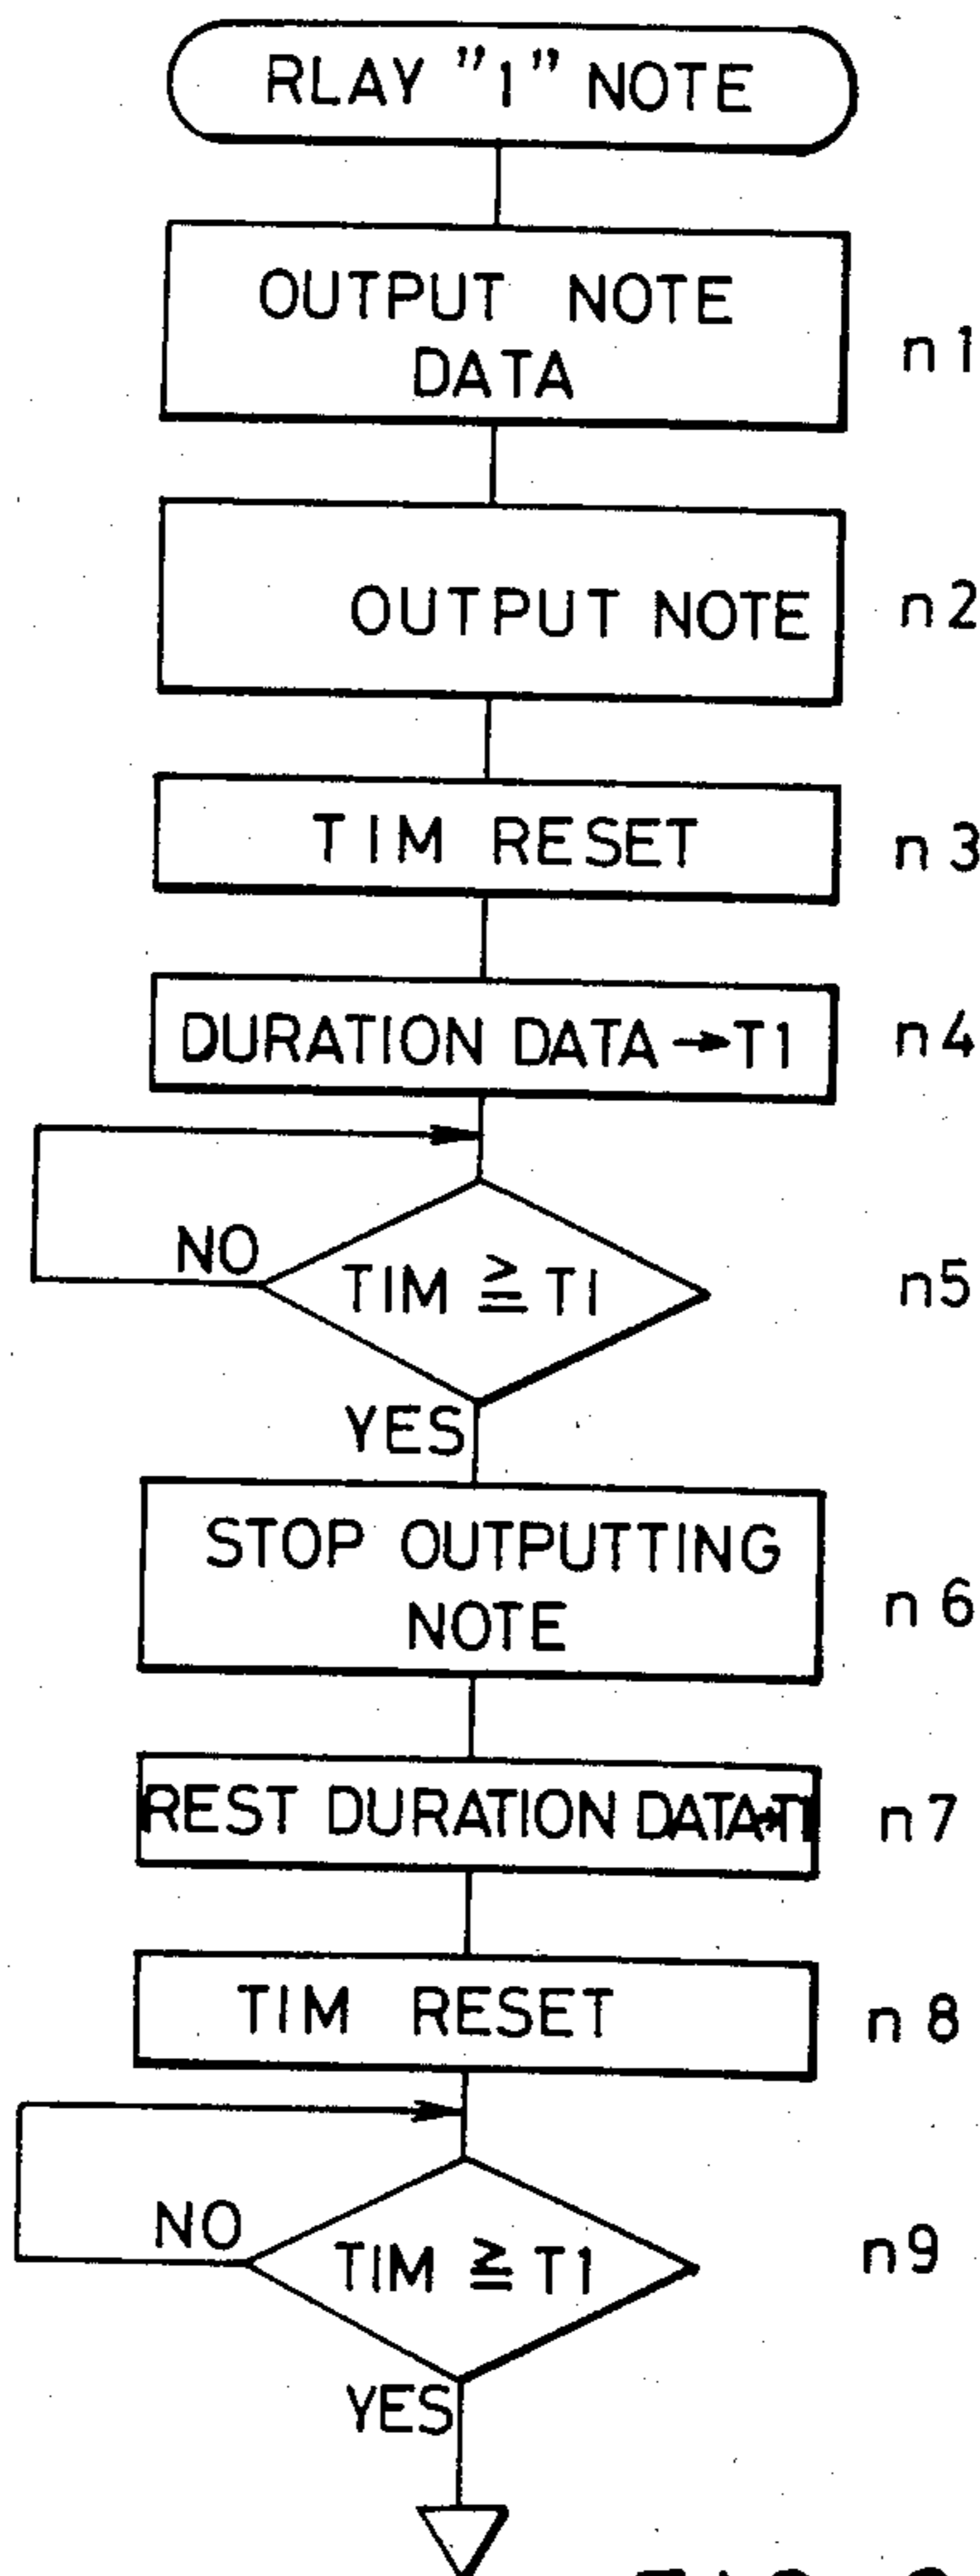 RLAY "1" NOTE
OUTPUT NOTE
DATA
n1
OUTPUT NOTE
n2
TIM RESET
n3
DURATION DATA → T1
n4
NO
TIM ≧ T1
n5
YES
STOP OUTPUTTING
NOTE
n6
REST DURATION DATA→T1
n7
TIM RESET
n8
NO
TIM ≧ T1
n9
YES